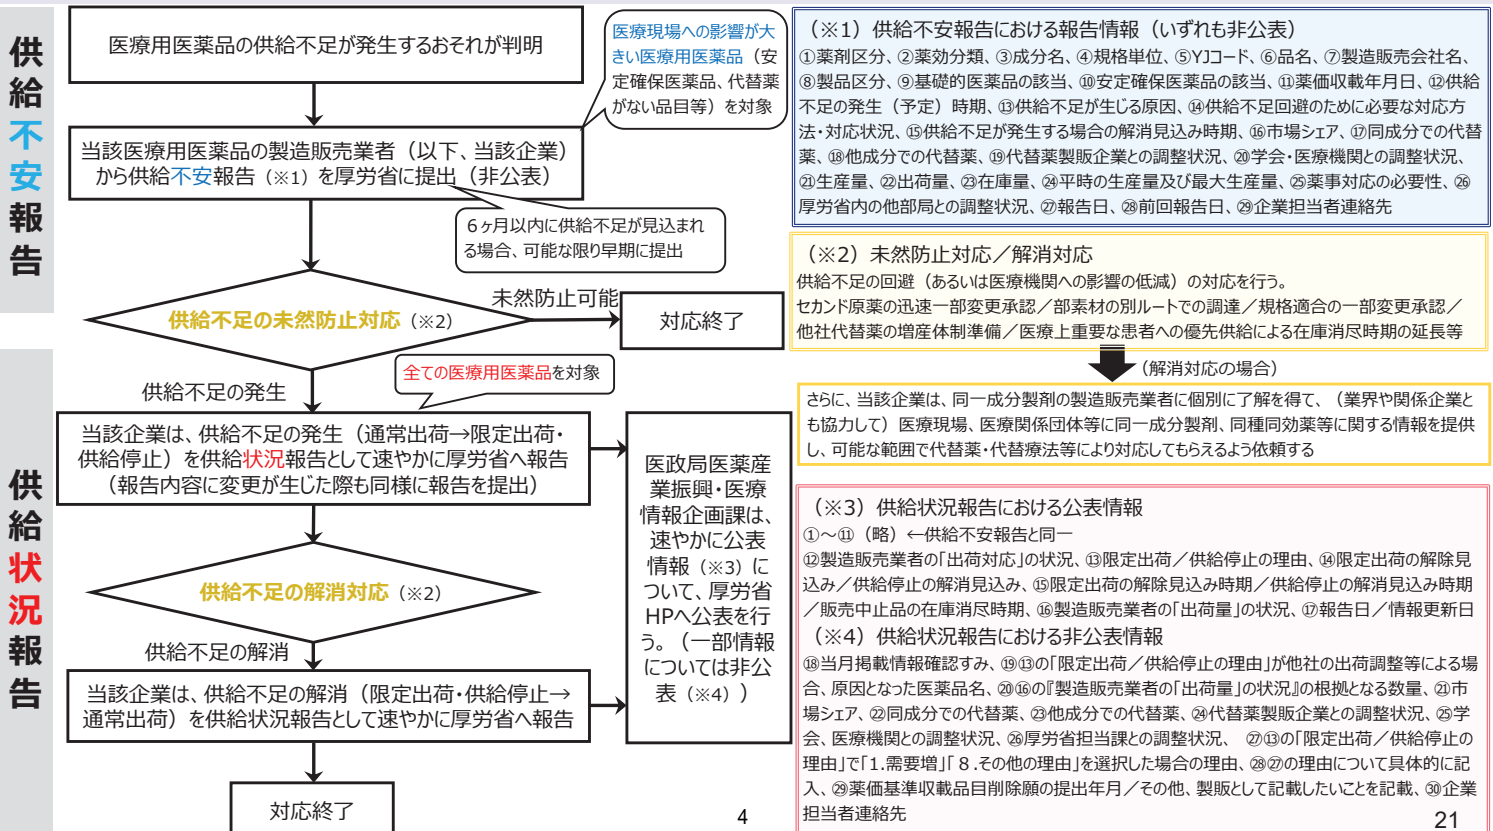 供給不安報告
医療用医薬品の供給不足が発生するおそれが判明
医療現場への影響が大
きい医療用医薬品（安
定確保医薬品、代替薬
がない品目等）を対象
当該医療用医薬品の製造販売業者（以下、当該企業）
から供給不安報告（※1）を厚労省に提出（非公表）
６ヶ月以内に供給不足が見込まれ
る場合、可能な限り早期に提出
供給不足の未然防止対応（※2）
未然防止可能
対応終了
供給状況報告
供給不足の発生
全ての医療用医薬品を対象
当該企業は、供給不足の発生（通常出荷→限定出荷・
供給停止）を供給状況報告として速やかに厚労省へ報告
（報告内容に変更が生じた際も同様に報告を提出）
供給不足の解消対応（※2）
供給不足の解消
当該企業は、供給不足の解消（限定出荷・供給停止→
通常出荷）を供給状況報告として速やかに厚労省へ報告
対応終了
医政局医薬産
業振興・医療
情報企画課は、
速やかに公表
情報（※3）に
ついて、厚労省
HPへ公表を行
う。（一部情報
については非公
表（※4））
（※1）供給不安報告における報告情報（いずれも非公表）
①薬剤区分、②薬効分類、③成分名、④規格単位、⑤YJコード、⑥品名、⑦製造販売会社名、
⑧製品区分、⑨基礎的医薬品の該当、⑩安定確保医薬品の該当、⑪薬価収載年月日、⑫供給
不足の発生（予定）時期、⑬供給不足が生じる原因、⑭供給不足回避のために必要な対応方
法・対応状況、⑮供給不足が発生する場合の解消見込み時期、⑯市場シェア、⑰同成分での代替
薬、⑱他成分での代替薬、⑲代替薬製販企業との調整状況、⑳学会・医療機関との調整状況、
㉑生産量、㉒出荷量、㉓在庫量、㉔平時の生産量及び最大生産量、㉕薬事対応の必要性、㉖
厚労省内の他部局との調整状況、㉗報告日、㉘前回報告日、㉙企業担当者連絡先
（※2）未然防止対応／解消対応
供給不足の回避（あるいは医療機関への影響の低減）の対応を行う。
セカンド原薬の迅速一部変更承認／部素材の別ルートでの調達／規格適合の一部変更承認／
他社代替薬の増産体制準備／医療上重要な患者への優先供給による在庫消尽時期の延長等
（解消対応の場合）
さらに、当該企業は、同一成分製剤の製造販売業者に個別に了解を得て、（業界や関係企業と
も協力して）医療現場、医療関係団体等に同一成分製剤、同種同効薬等に関する情報を提供
し、可能な範囲で代替薬・代替療法等により対応してもらえるよう依頼する
（※3）供給状況報告における公表情報
①～⑪（略）←供給不安報告と同一
⑫製造販売業者の「出荷対応」の状況、⑬限定出荷／供給停止の理由、⑭限定出荷の解除見
込み／供給停止の解消見込み、⑮限定出荷の解除見込み時期／供給停止の解消見込み時期
／販売中止品の在庫消尽時期、⑯製造販売業者の「出荷量」の状況、⑰報告日／情報更新日
（※4）供給状況報告における非公表情報
⑱当月掲載情報確認すみ、⑲⑬の「限定出荷／供給停止の理由」が他社の出荷調整等による場
合、原因となった医薬品名、⑳⑯の『製造販売業者の「出荷量」の状況』の根拠となる数量、㉑市
場シェア、㉒同成分での代替薬、㉓他成分での代替薬、㉔代替薬製販企業との調整状況、㉕学
会、医療機関との調整状況、㉖厚労省担当課との調整状況、 ㉗⑬の「限定出荷／供給停止の
理由」で「1.需要増」「８.その他の理由」を選択した場合の理由、㉘㉗の理由について具体的に記
入、㉙薬価基準収載品目削除願の提出年月／その他、製販として記載したいことを記載、㉚企業
担当者連絡先
4
21